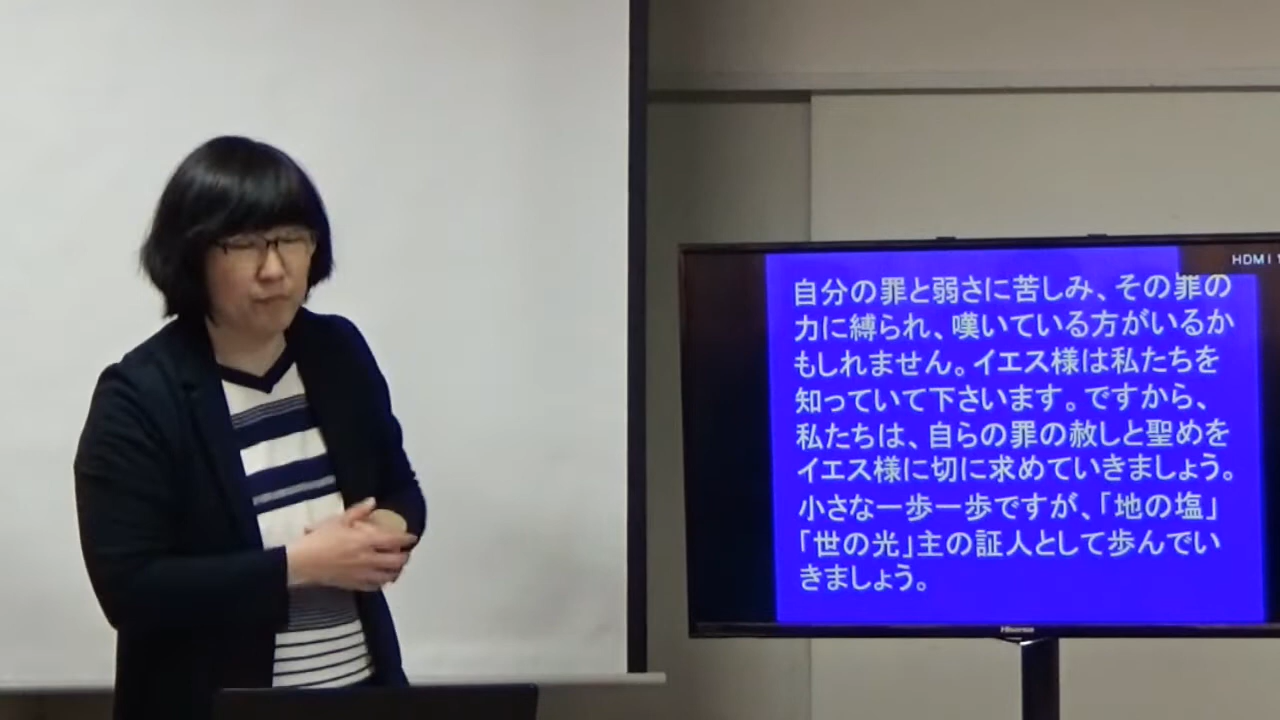 HDMI 1
自分の罪と弱さに苦しみ、その罪の
力に縛られ、嘆いている方がいるか
もしれません。イエス様は私たちを
知っていて下さいます。ですから、
私たちは、自らの罪の赦しと聖めを
イエス様に切に求めていきましょう。
小さな一歩一歩ですが、「地の塩」
「世の光」主の証人として歩んでい
きましょう。
Hisense